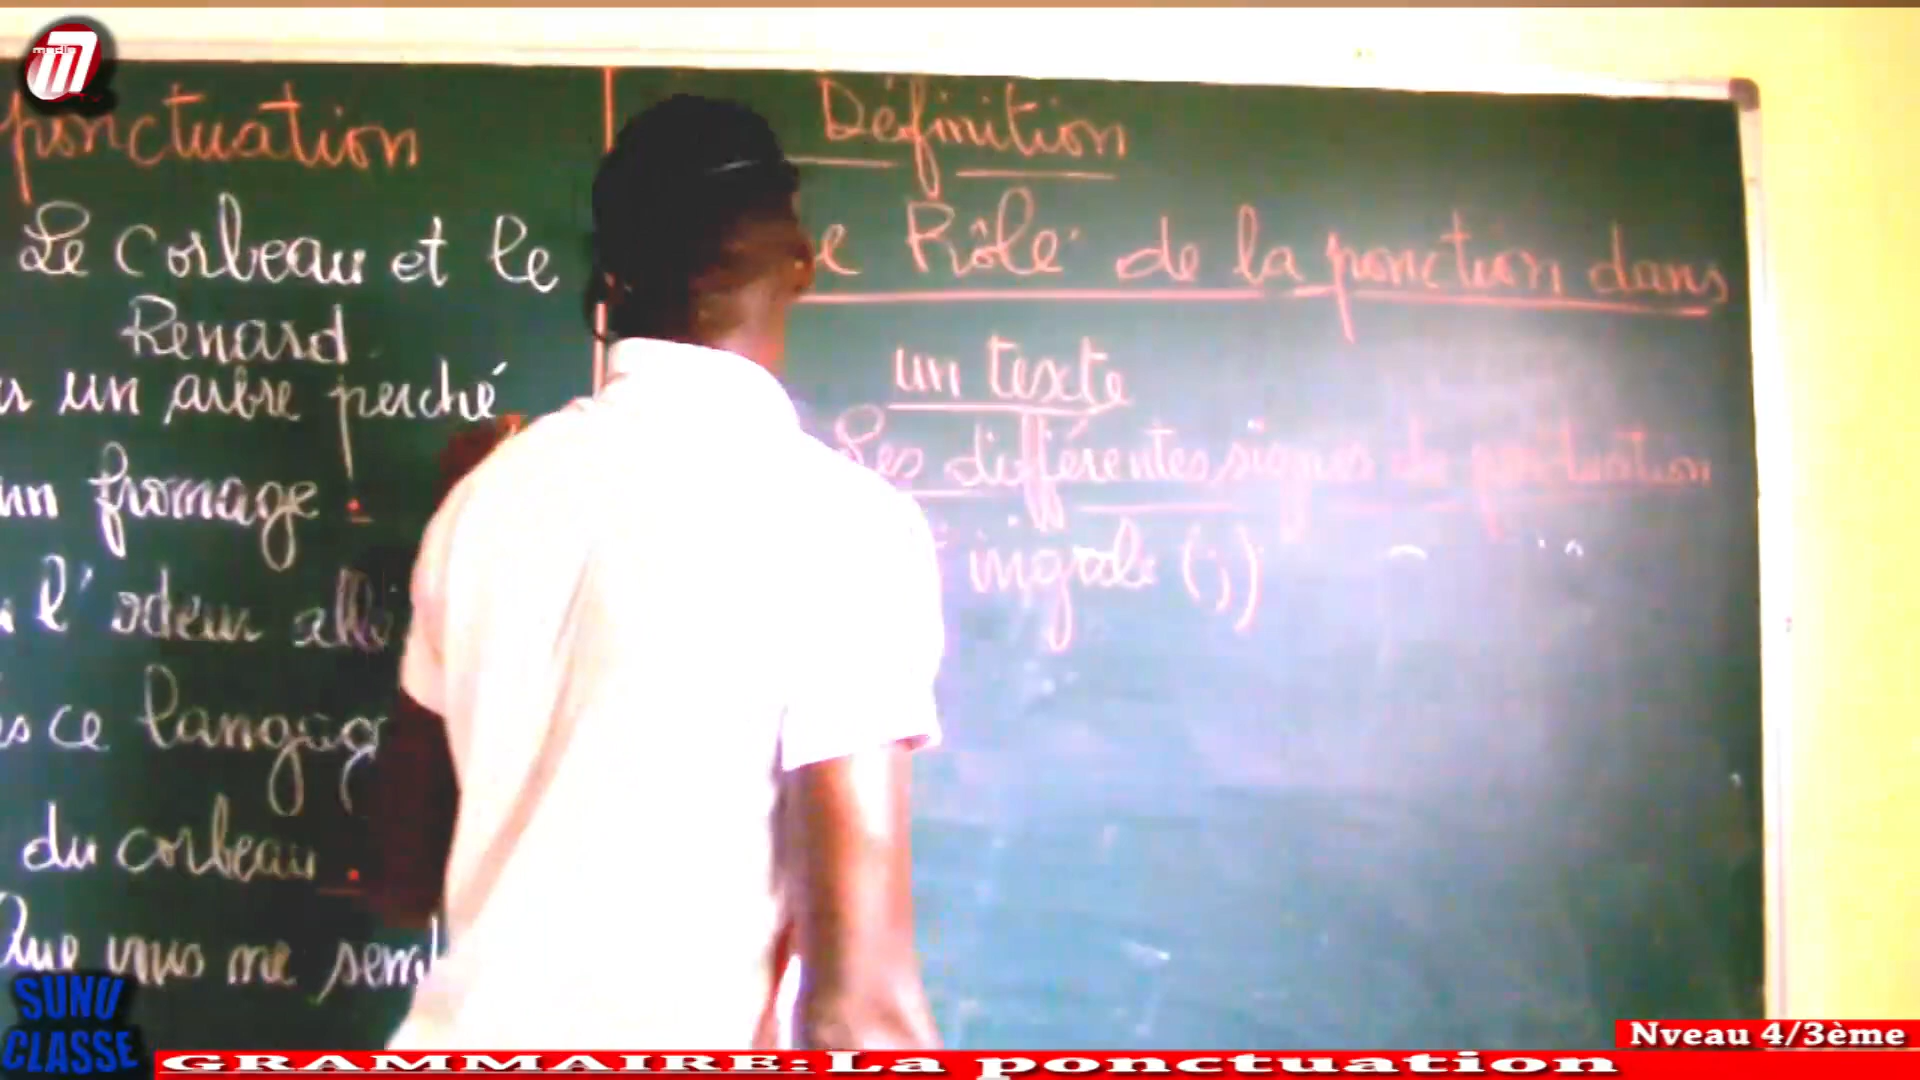 media
ponctuation
Le Corbeau et le
Renard
un arbre perché
un fromage .
l'odeur
ce
du corbeau .
Que vous me
Définition
Rôle de la ponction dans
un texte
Les différentes signes de ponctuation
(;)
SUNU
CLASSE
Nveau 4/3ème
GRAMMAIRE: La ponctuation